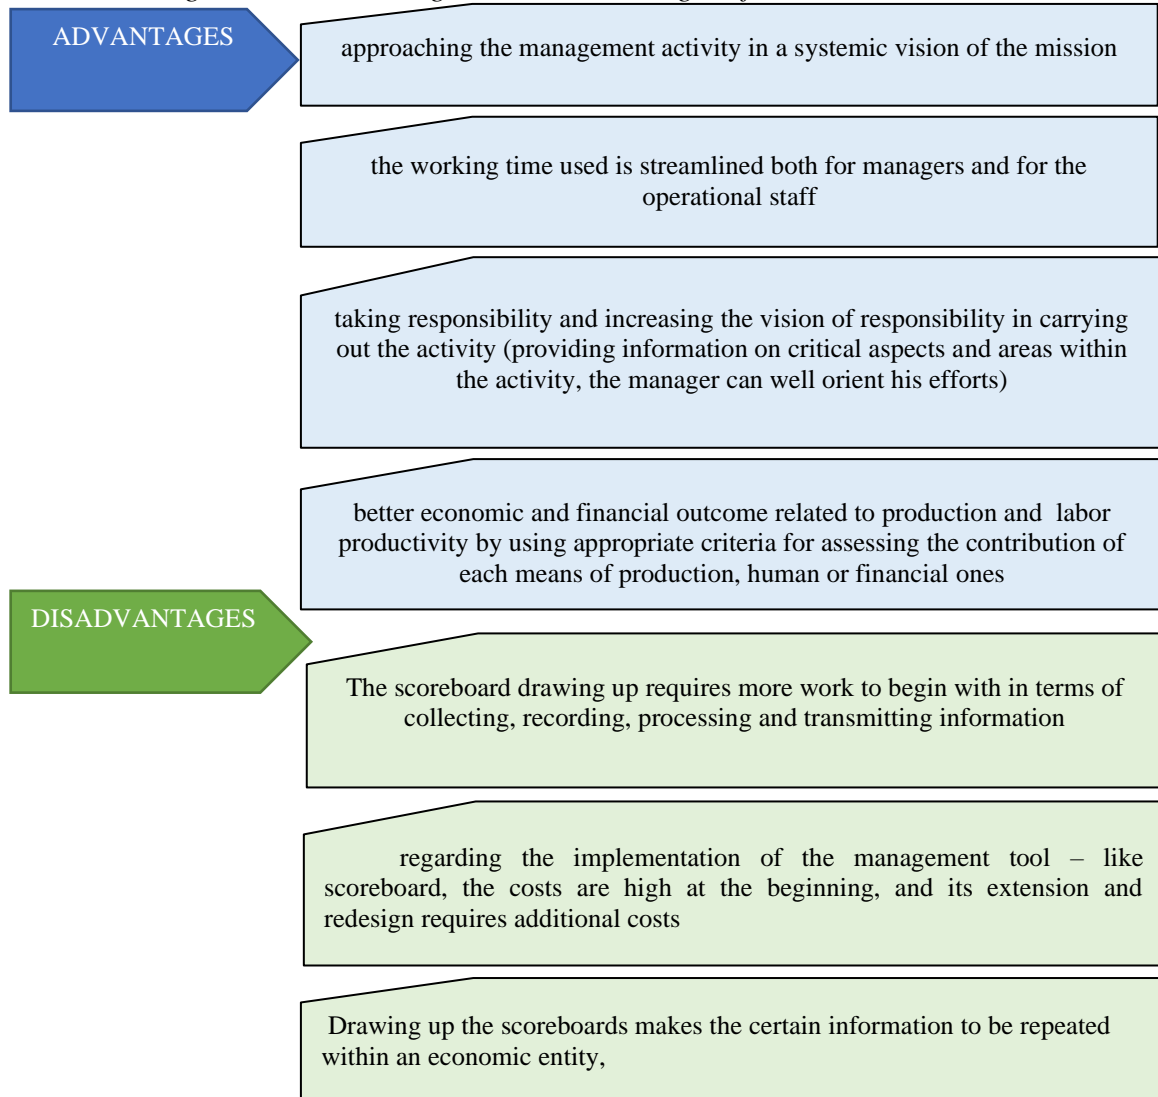 ADVANTAGES
approaching the management activity in a systemic vision of the mission
the working time used is streamlined both for managers and for the
operational staff
taking responsibility and increasing the vision of responsibility in carrying
out the activity (providing information on critical aspects and areas within
the activity, the manager can well orient his efforts)
better economic and financial outcome related to production and labor
productivity by using appropriate criteria for assessing the contribution of
each means of production, human or financial ones
DISADVANTAGES
The scoreboard drawing up requires more work to begin with in terms of
collecting, recording, processing and transmitting information
regarding the implementation of the management tool – like
scoreboard, the costs are high at the beginning, and its extension and
redesign requires additional costs
Drawing up the scoreboards makes the certain information to be repeated
within an economic entity,